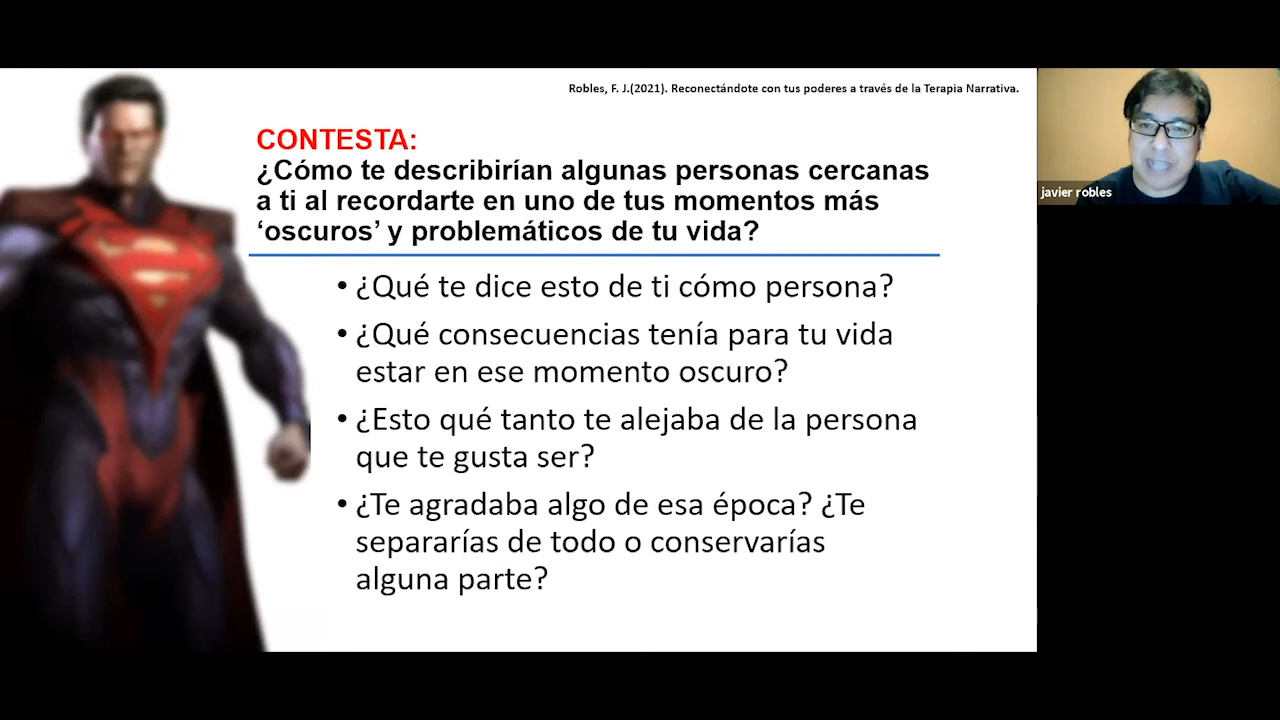 Robles, F. J.(2021). Reconectándote con tus poderes a través de la Terapia Narrativa.
CONTESTA:
¿Cómo te describirían algunas personas cercanas
a ti al recordarte en uno de tus momentos más
‘oscuros’ y problemáticos de tu vida?
• ¿Qué te dice esto de ti cómo persona?
• ¿Qué consecuencias tenía para tu vida
estar en ese momento oscuro?
• ¿Esto qué tanto te alejaba de la persona
que te gusta ser?
• ¿Te agradaba algo de esa época? ¿Te
separarías de todo o conservarías
alguna parte?
javier robles